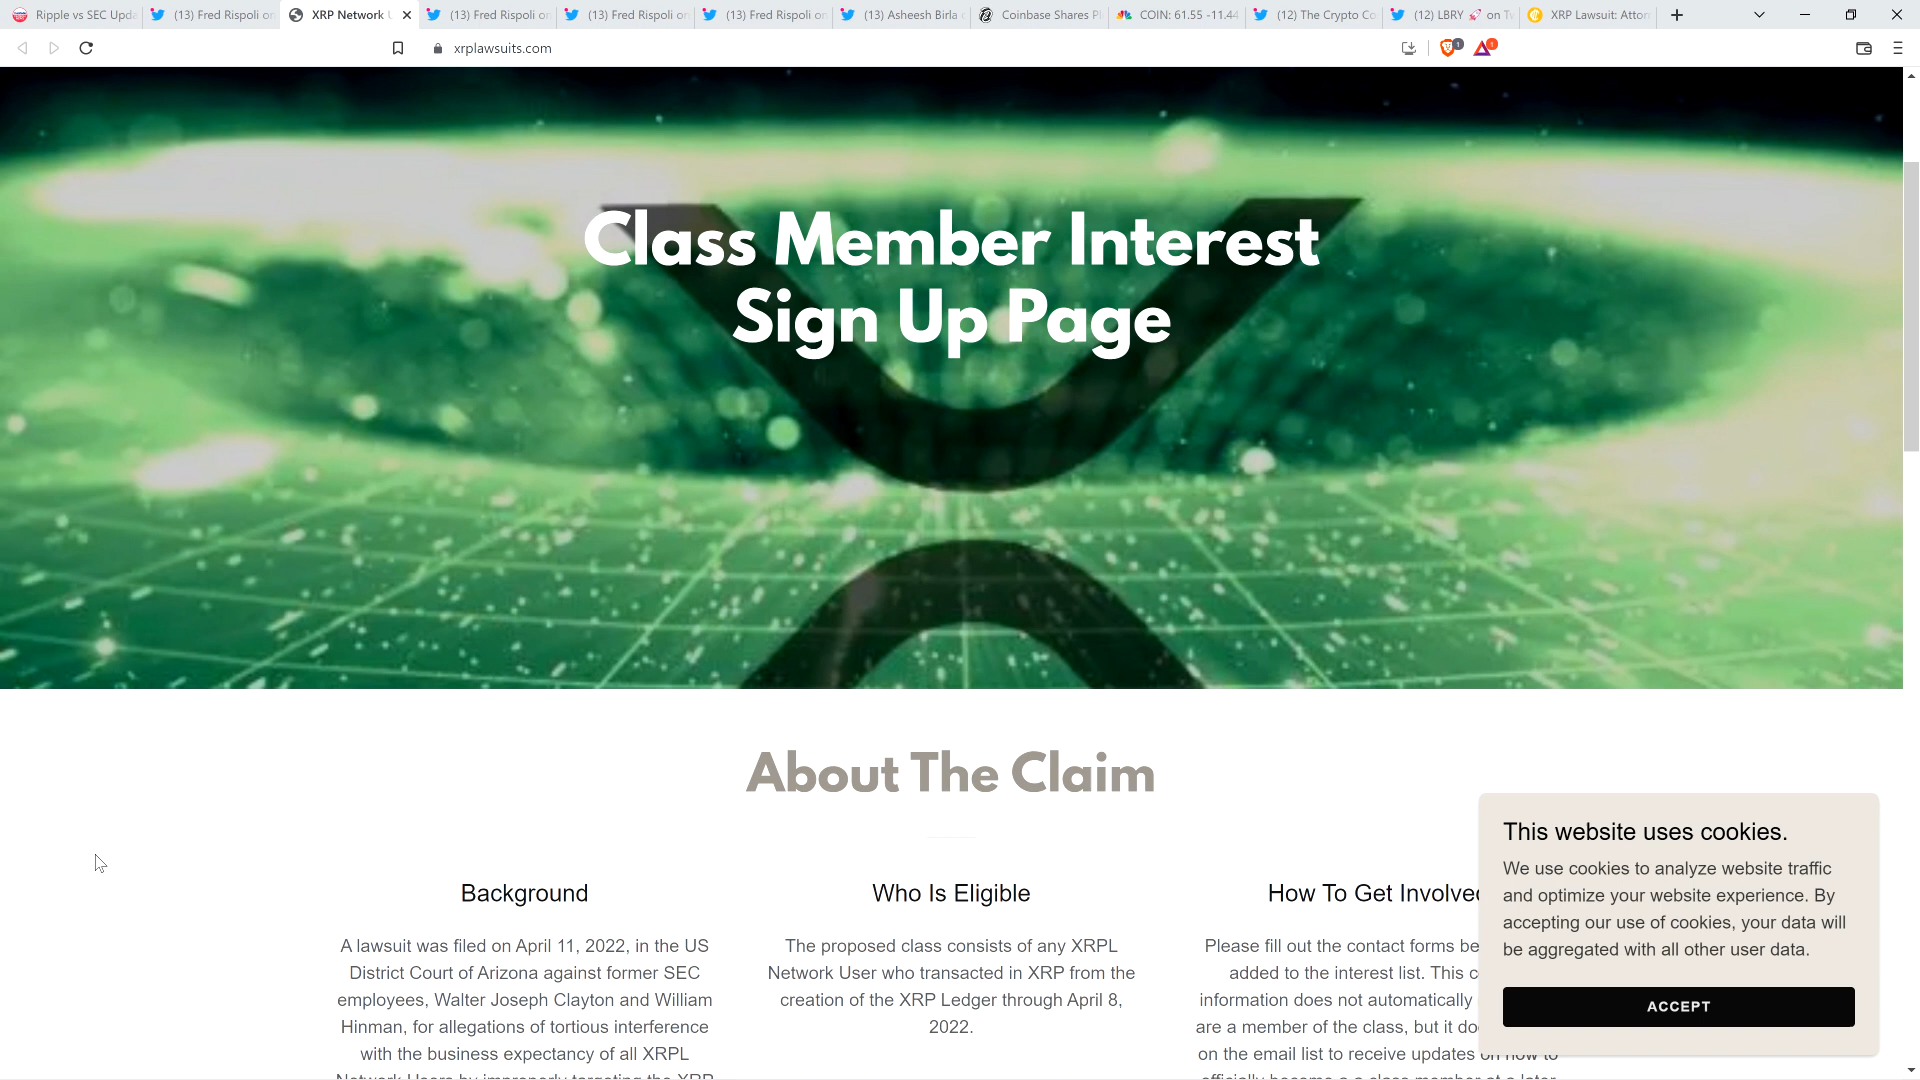 Ripple vs SEC Upda
(13) Fred Rispoli on
XRP Network U
(13) Fred Rispoli on
(13) Fred Rispoli on
(13) Fred Rispoli on
(13) Asheesh Birla
Coinbase Shares Pl
COIN: 61.55 -11.44
(12) The Crypto Co
(12) LBRY 🚀 on Tw
XRP Lawsuit: Attor
xrplawsuits.com
1
1
Class Member Interest
Sign Up Page
About The Claim
Background
A lawsuit was filed on April 11, 2022, in the US
District Court of Arizona against former SEC
employees, Walter Joseph Clayton and William
Hinman, for allegations of tortious interference
with the business expectancy of all XRPL
Network Users by improperly targeting the XRP
Who Is Eligible
The proposed class consists of any XRPL
Network User who transacted in XRP from the
creation of the XRP Ledger through April 8,
2022.
How To Get Involved
Please fill out the contact forms be
added to the interest list. This c
information does not automatically
are a member of the class, but it do
on the email list to receive updates on how to
officially become a a class member at a later
This website uses cookies.
We use cookies to analyze website traffic
and optimize your website experience. By
accepting our use of cookies, your data will
be aggregated with all other user data.
ACCEPT